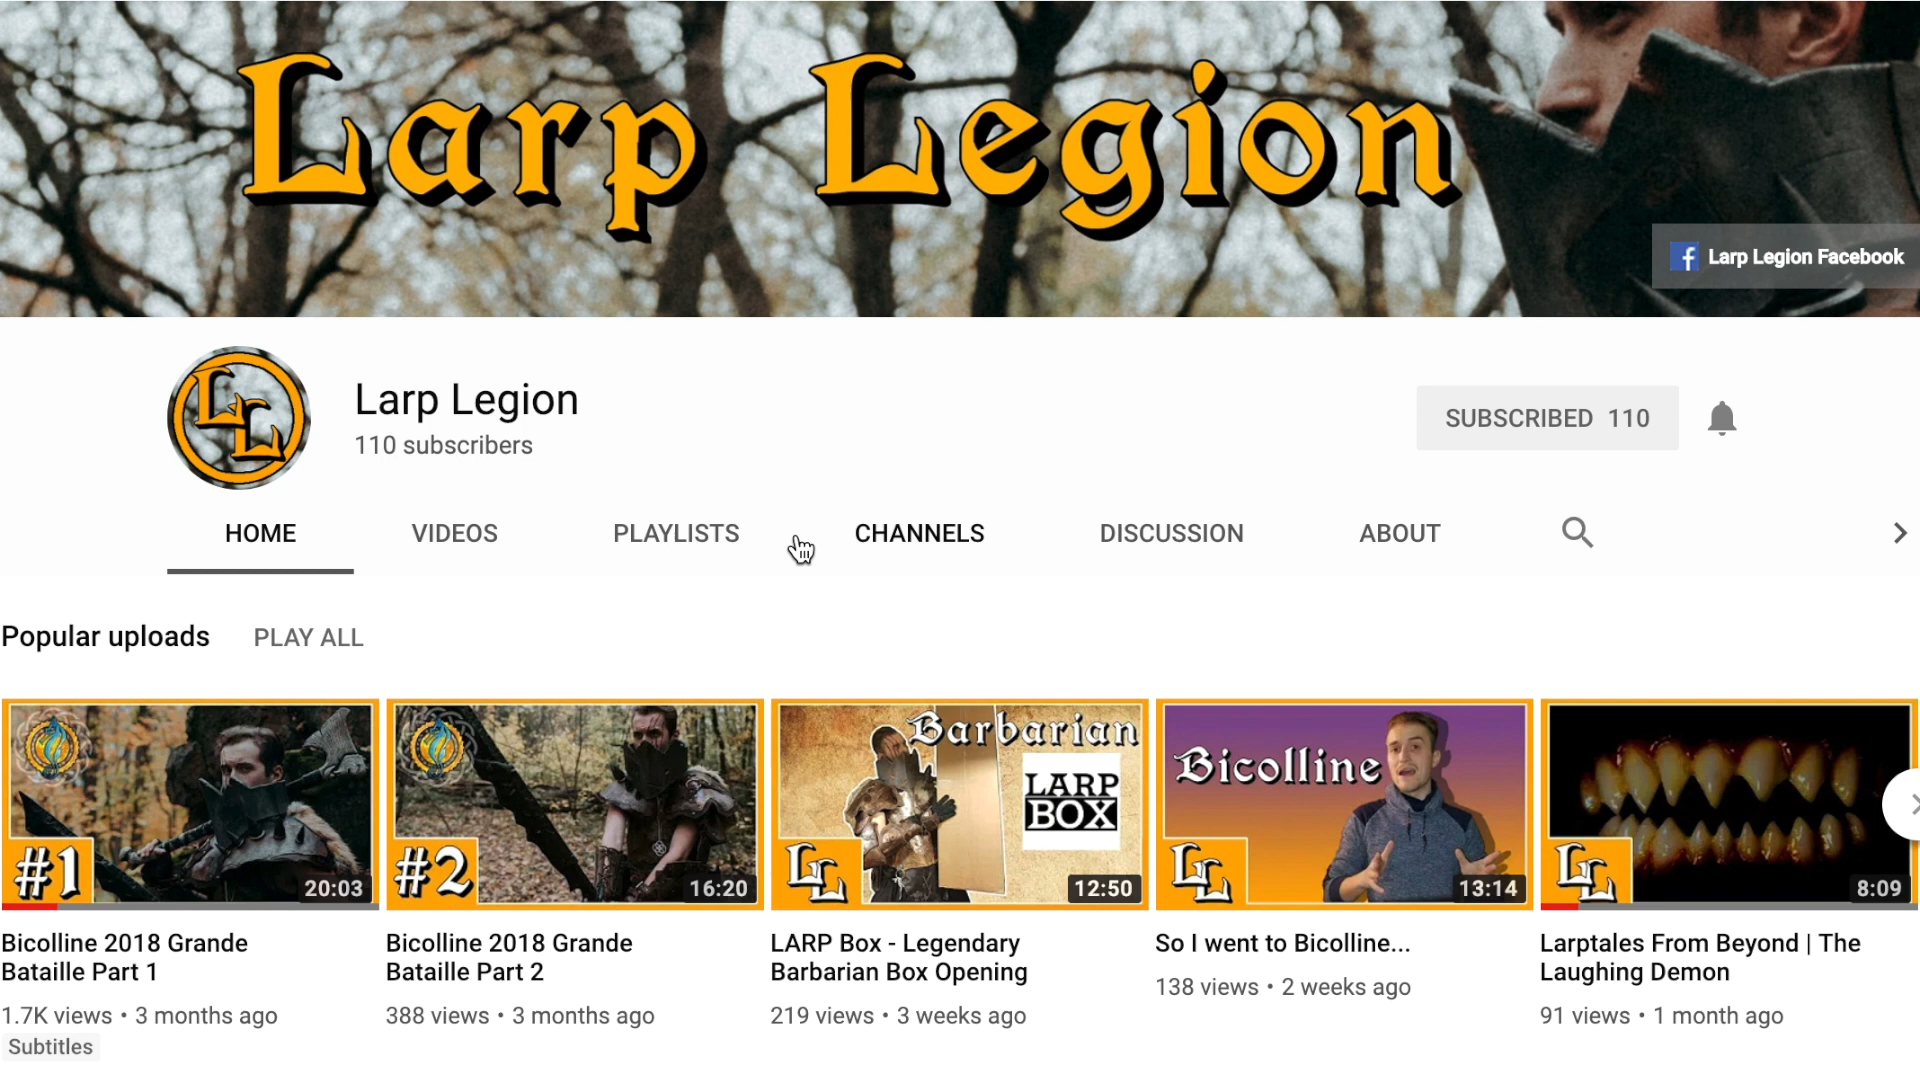 Larp Legion
Larp Legion Facebook
LL
Larp Legion
110 subscribers
SUBSCRIBED 110
HOME VIDEOS PLAYLISTS CHANNELS DISCUSSION ABOUT
Popular uploads PLAY ALL
#1
20:03
#2
16:20
Barbarian
LARP
BOX
LL
12:50
Bicolline
LL
13:14
LL
8:09
Bicolline 2018 Grande
Bataille Part 1
1.7K views • 3 months ago
Subtitles
Bicolline 2018 Grande
Bataille Part 2
388 views • 3 months ago
LARP Box - Legendary
Barbarian Box Opening
219 views • 3 weeks ago
So I went to Bicolline...
138 views • 2 weeks ago
Larptales From Beyond | The
Laughing Demon
91 views • 1 month ago